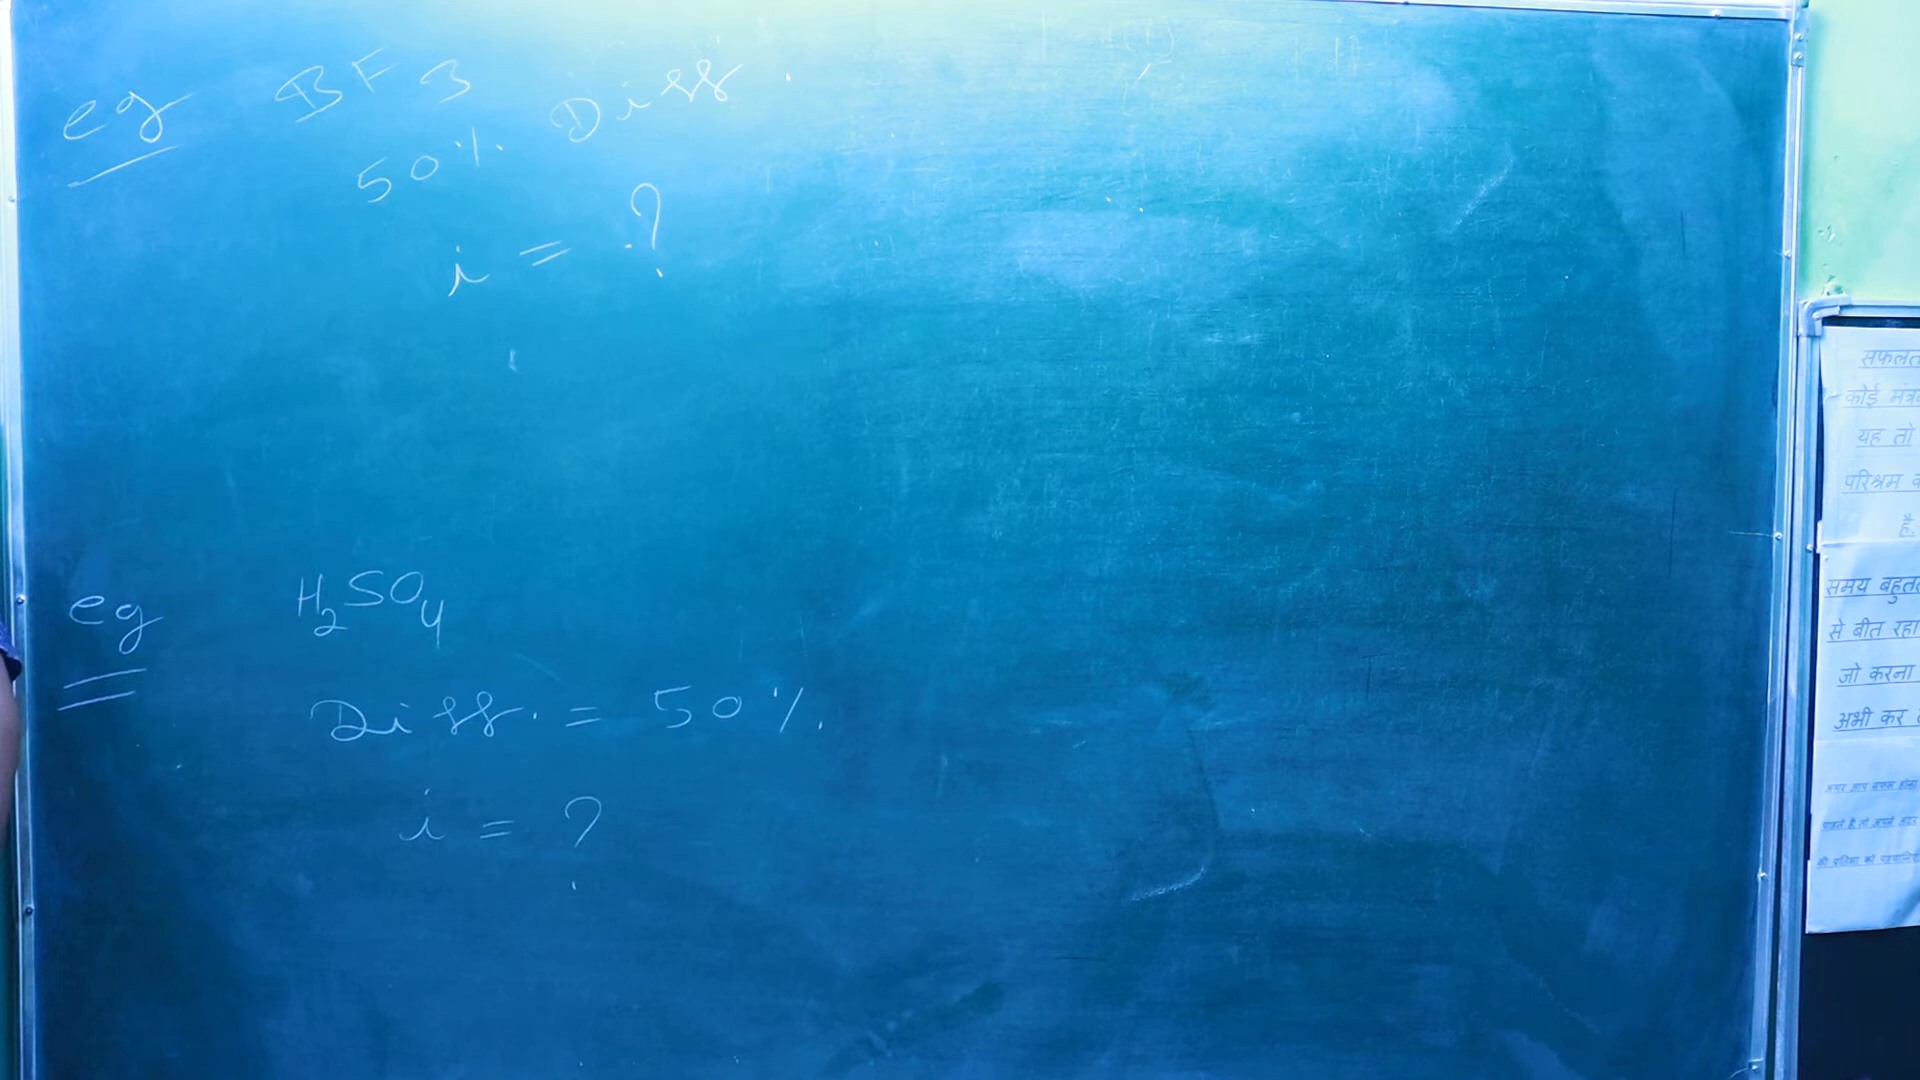 eg BF3
50% Diss.
i = ?
eg H₂SO₄
Diss. = 50%.
i = ?
सफलत
कोई मंत्र
यह तो
परिश्रम क
है.
समय बहुत
से बीत रहा
जो करना
अभी कर